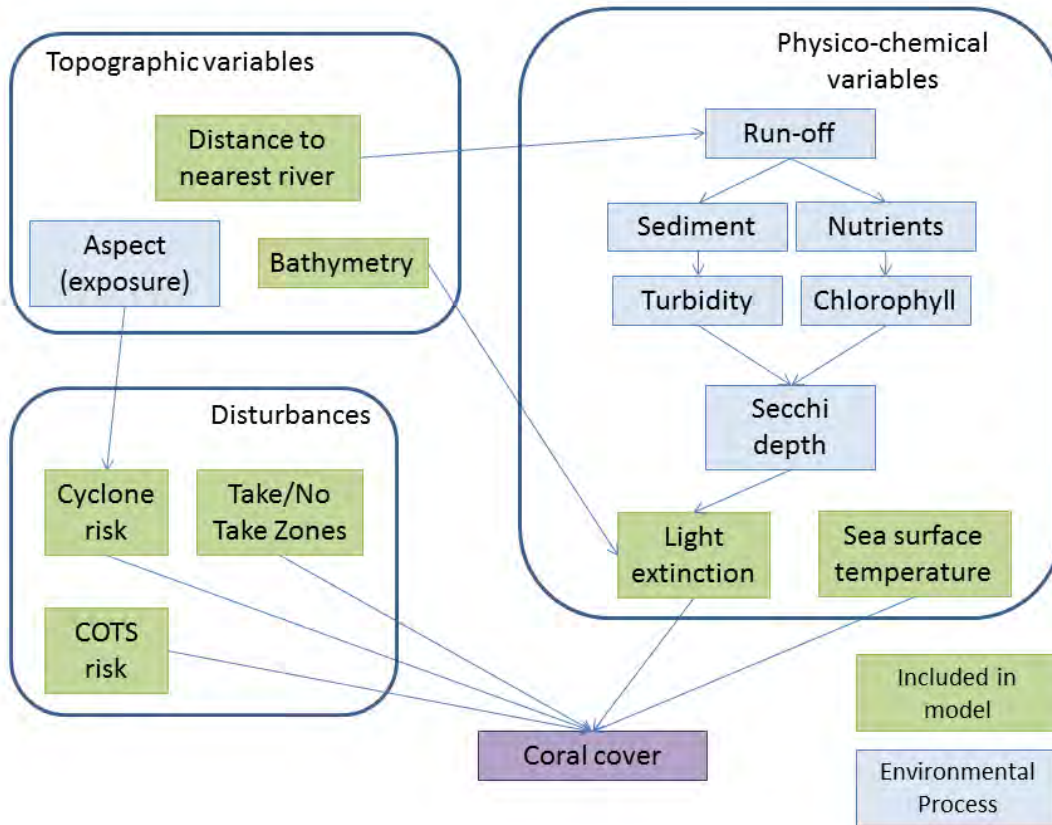 Topographic variables
Distance to
nearest river
Aspect
(exposure)
Bathymetry
Physico-chemical
variables
Run-off
Sediment
Nutrients
Turbidity
Chlorophyll
Secchi
depth
Light
extinction
Sea surface
temperature
Disturbances
Cyclone
risk
Take/No
Take Zones
COTS
risk
Coral cover
Included in
model
Environmental
Process